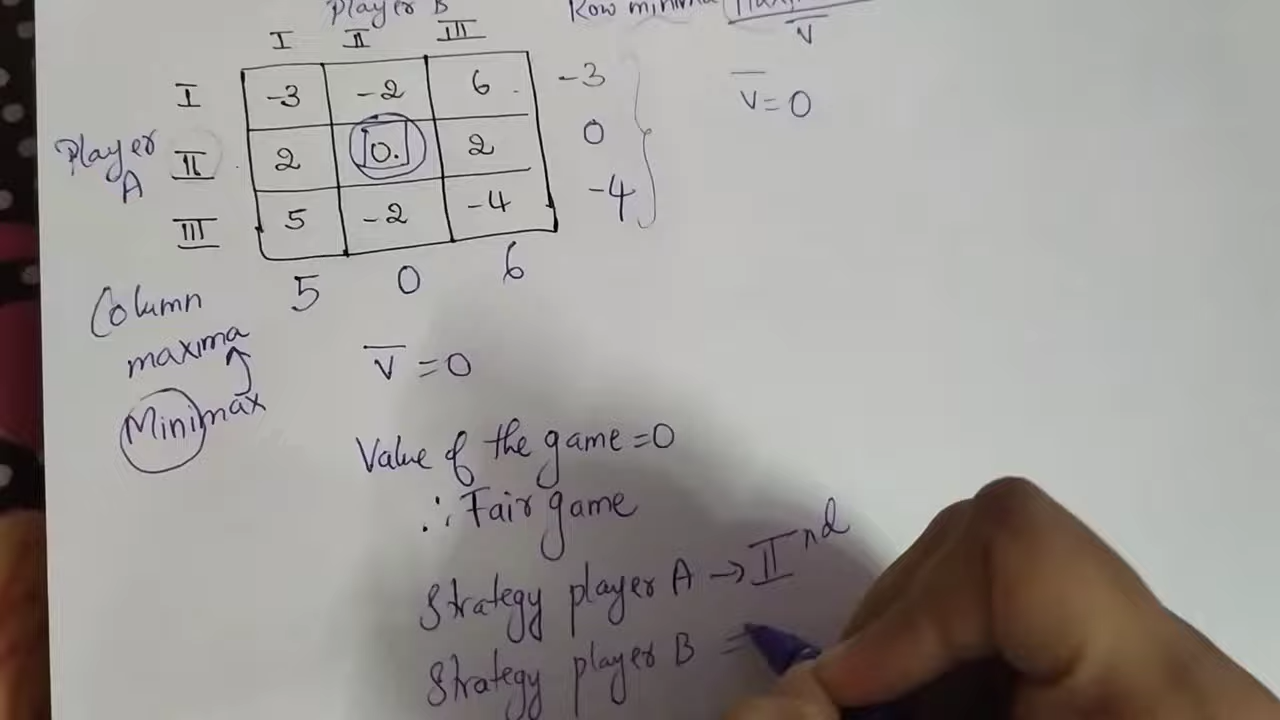 Player B
Row minima
I II III
V
I -3 -2 6 -3
V = 0
Player A
II 2 0 2 0
III 5 -2 -4 -4
5 0 6
Column
maxima
Minimax
V = 0
Value of the game = 0
∴ Fair game
Strategy player A → II nd
Strategy player B =